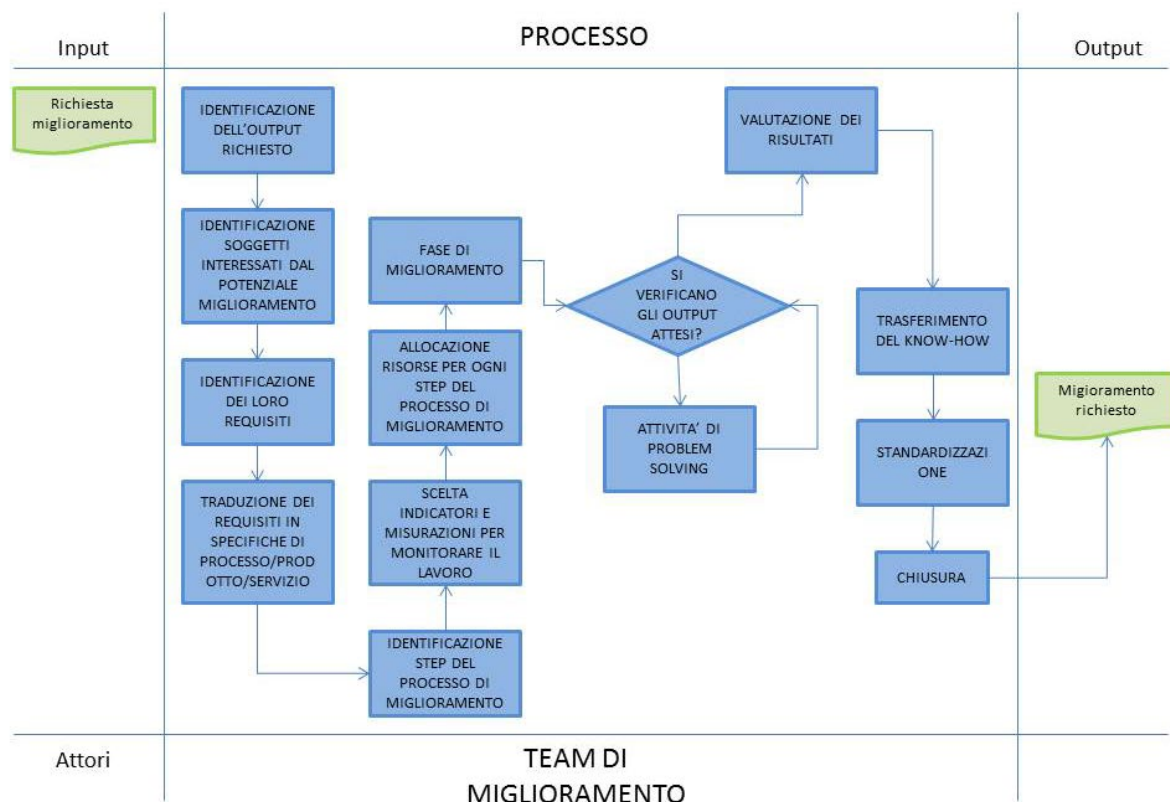 Input
PROCESSO
Output
Richiesta
miglioramento
IDENTIFICAZIONE
DELL'OUTPUT
RICHIESTO
IDENTIFICAZIONE
SOGGETTI
INTERESSATI DAL
POTENZIALE
MIGLIORAMENTO
IDENTIFICAZIONE
DEI LORO
REQUISITI
TRADUZIONE DEI
REQUISITI IN
SPECIFICHE DI
PROCESSO/PROD
OTTO/SERVIZIO
IDENTIFICAZIONE
STEP DEL
PROCESSO DI
MIGLIORAMENTO
SCELTA
INDICATORI E
MISURAZIONI PER
MONITORARE IL
LAVORO
ALLOCAZIONE
RISORSE PER OGNI
STEP DEL
PROCESSO DI
MIGLIORAMENTO
FASE DI
MIGLIORAMENTO
SI
VERIFICANO
GLI OUTPUT
ATTESI?
ATTIVITA' DI
PROBLEM
SOLVING
VALUTAZIONE DEI
RISULTATI
TRASFERIMENTO
DEL KNOW-HOW
STANDARDIZZAZI
ONE
CHIUSURA
Migioramento
richiesto
Attori
TEAM DI
MIGLIORAMENTO